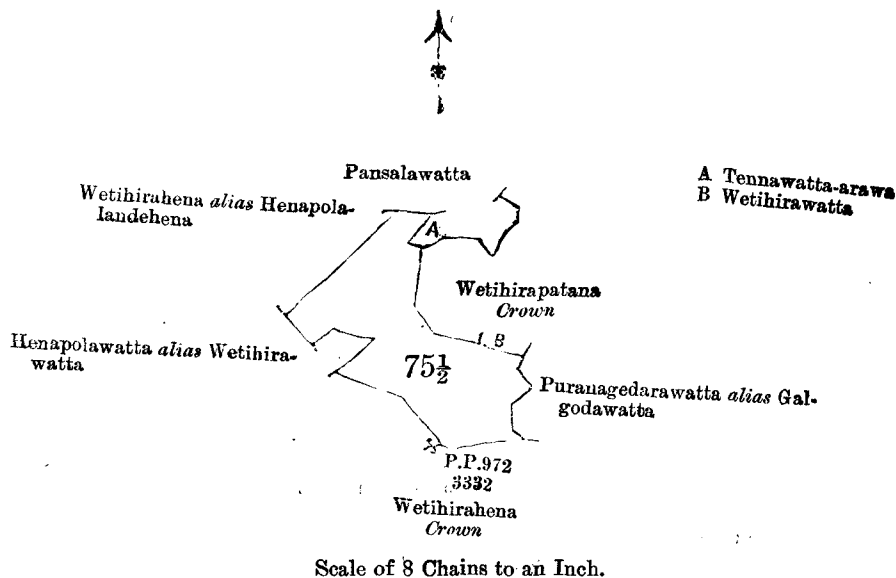 Pansalawatta
A Tennawatta-arawa
B Wetihirawatta
Wetihirahena alias Henapola-
landehena
A
Wetihirapatana
Crown
B
Henapolawatta alias Wetihira-
watta
75½
Puranagedarawatta alias Gal-
godawatta
P.P.972
3332
Wetihirahena
Crown
Scale of 8 Chains to an Inch.